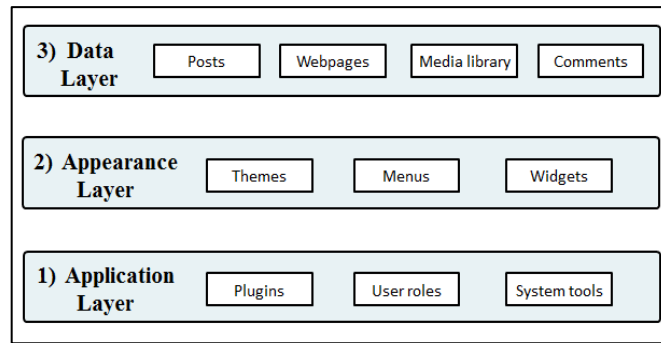 3) Data
Layer
Posts
Webpages
Media library
Comments
2) Appearance
Layer
Themes
Menus
Widgets
1) Application
Layer
Plugins
User roles
System tools